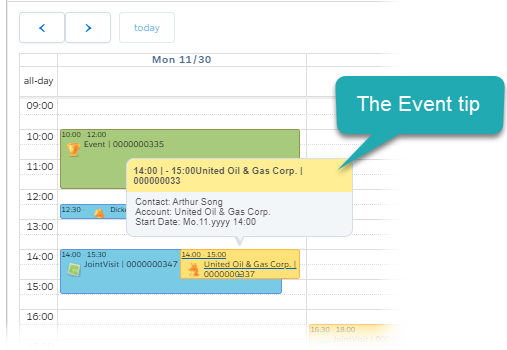 today
Mon 11/30
all-day
09:00
10:00
10:00 12:00
Event | 0000000335
The Event tip
11:00
14:00 | - 15:00United Oil & Gas Corp. |
000000033
12:00
Contact: Arthur Song
Account: United Oil & Gas Corp.
Start Date: Mo.11.yyyy 14:00
12:30
13:00
14:00
14:00 15:30
JointVisit | 0000000347
14:00 15:00
United Oil & Gas Corp. |
0000000337
15:00
16:00
16:30 18:00